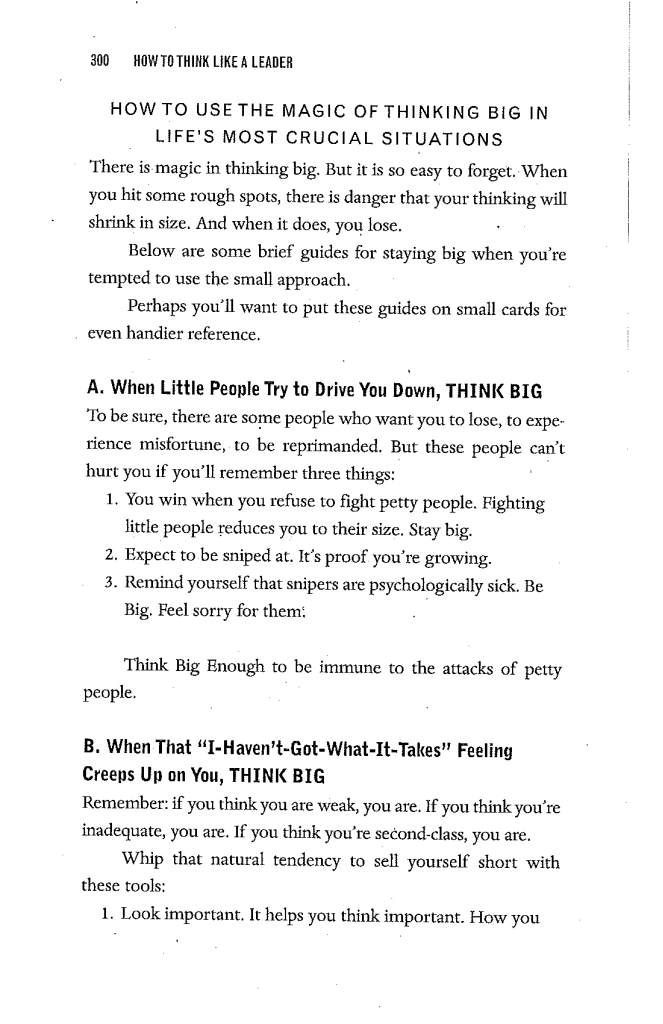 300 HOW TO THINK LIKE A LEADER
HOW TO USE THE MAGIC OF THINKING BIG IN
LIFE'S MOST CRUCIAL SITUATIONS
There is magic in thinking big. But it is so easy to forget. When
you hit some rough spots, there is danger that your thinking will
shrink in size. And when it does, you lose.
Below are some brief guides for staying big when you're
tempted to use the small approach.
Perhaps you'll want to put these guides on small cards for
even handier reference.
A. When Little People Try to Drive You Down, THINK BIG
To be sure, there are some people who want you to lose, to expe-
rience misfortune, to be reprimanded. But these people can't
hurt you if you'll remember three things:
1. You win when you refuse to fight petty people. Fighting
little people reduces you to their size. Stay big.
2. Expect to be sniped at. It's proof you're growing.
3. Remind yourself that snipers are psychologically sick. Be
Big. Feel sorry for them.
Think Big Enough to be immune to the attacks of petty
people.
B. When That "I-Haven't-Got-What-It-Takes" Feeling
Creeps Up on You, THINK BIG
Remember: if you think you are weak, you are. If you think you're
inadequate, you are. If you think you're second-class, you are.
Whip that natural tendency to sell yourself short with
these tools:
1. Look important. It helps you think important. How you